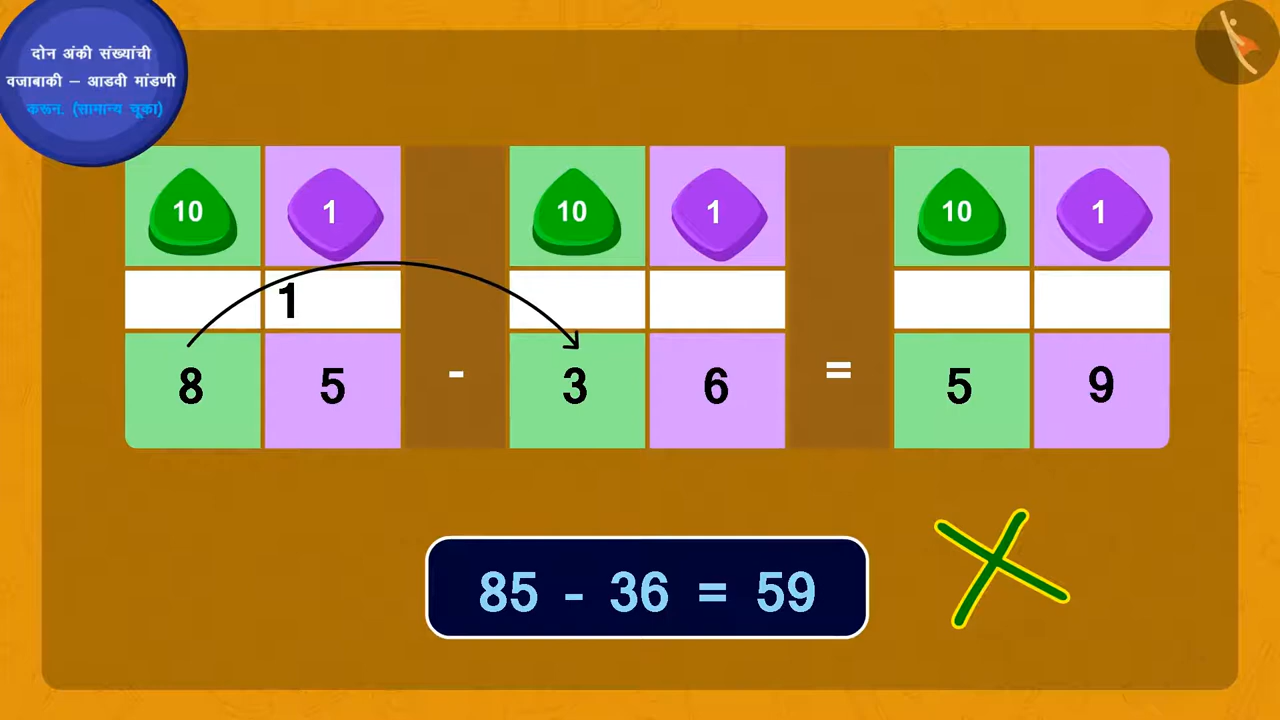 दोन अंकी संख्यांची
वजाबाकी – आडवी मांडणी
करून. (सामान्य चूका)
10 1 10 1 10 1
1
8 5 - 3 6 = 5 9
85 - 36 = 59